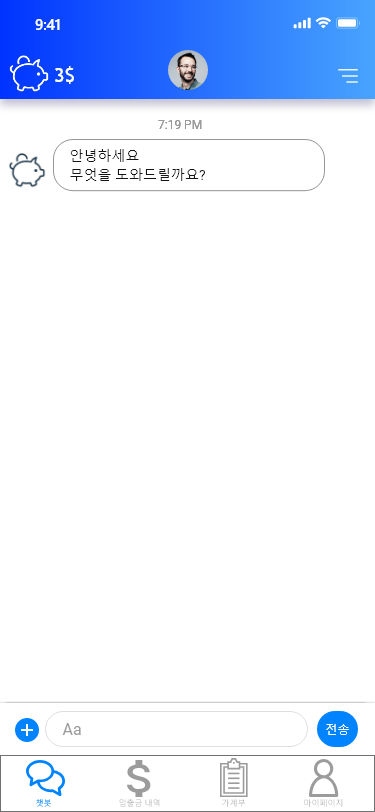 9:41
3$
7:19 PM
안녕하세요
무엇을 도와드릴까요?
Aa
전송
챗봇
입출금 내역
가계부
마이페이지